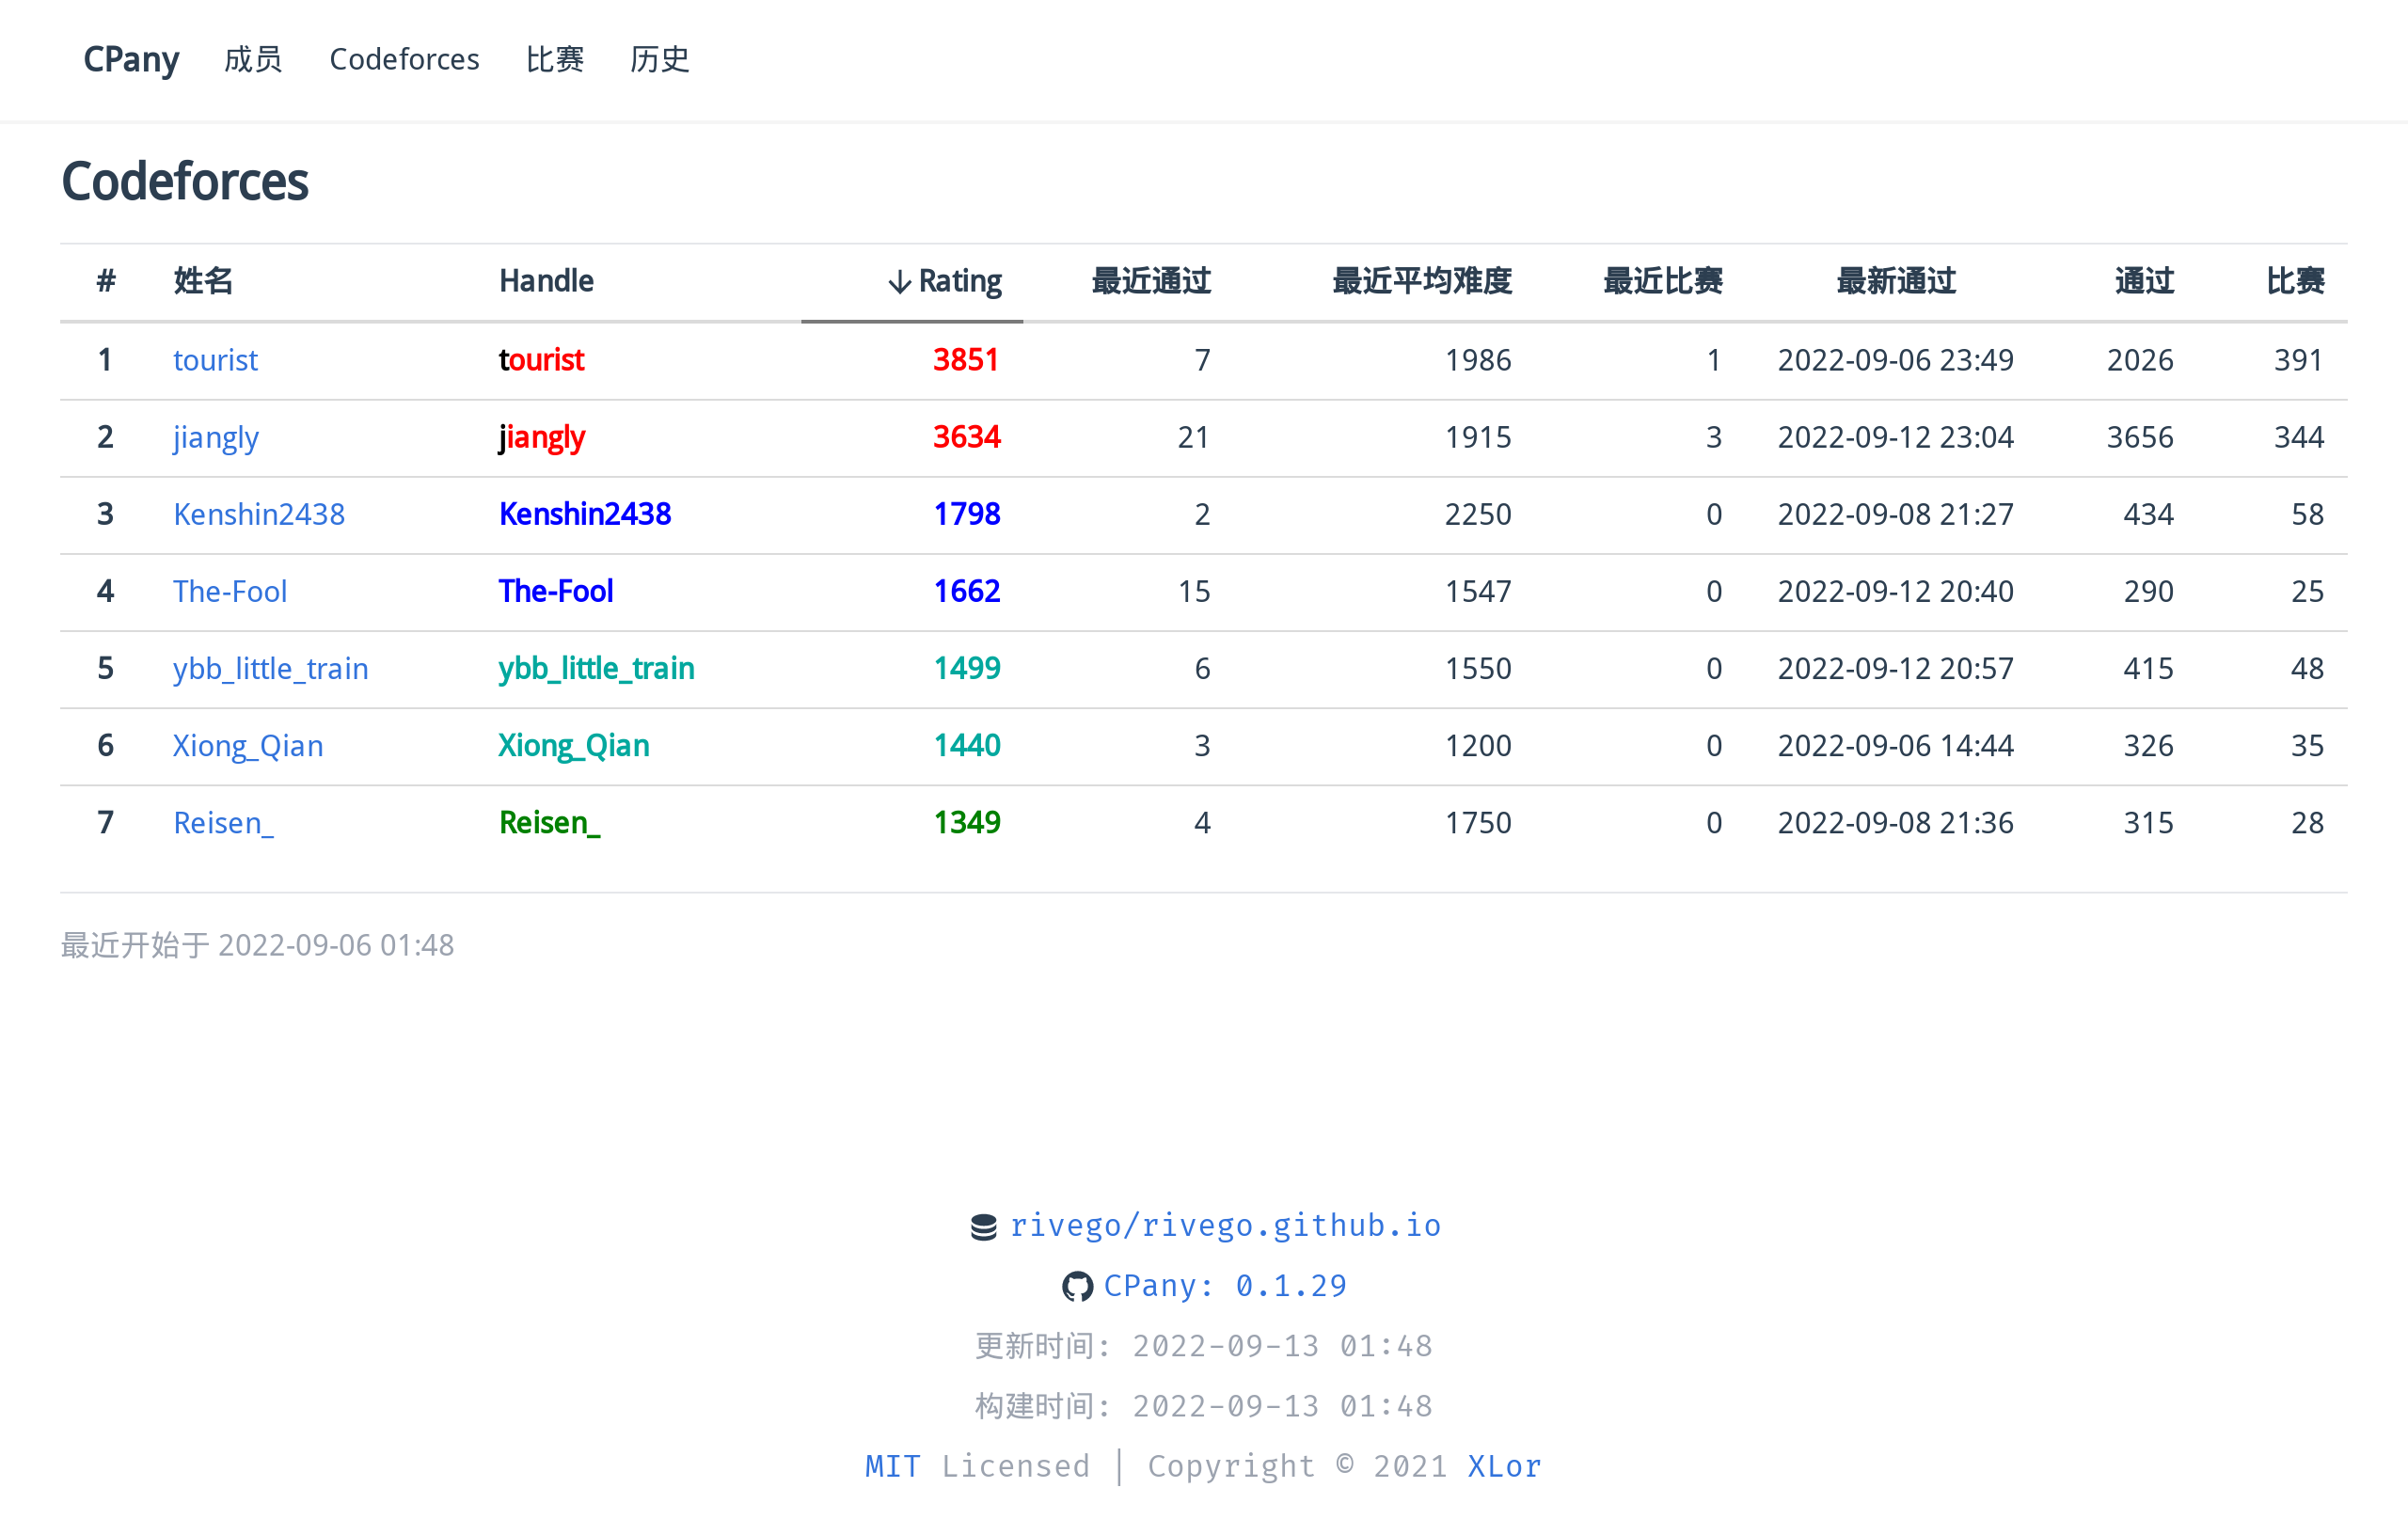 CPany 成员 Codeforces 比赛 历史
Codeforces
# 姓名 Handle ↓ Rating 最近通过 最近平均难度 最近比赛 最新通过 通过 比赛
1 tourist tourist 3851 7 1986 1 2022-09-06 23:49 2026 391
2 jiangly jiangly 3634 21 1915 3 2022-09-12 23:04 3656 344
3 Kenshin2438 Kenshin2438 1798 2 2250 0 2022-09-08 21:27 434 58
4 The-Fool The-Fool 1662 15 1547 0 2022-09-12 20:40 290 25
5 ybb_little_train ybb_little_train 1499 6 1550 0 2022-09-12 20:57 415 48
6 Xiong_Qian Xiong_Qian 1440 3 1200 0 2022-09-06 14:44 326 35
7 Reisen_ Reisen_ 1349 4 1750 0 2022-09-08 21:36 315 28
最近开始于 2022-09-06 01:48
rivego/rivego.github.io
CPany: 0.1.29
更新时间: 2022-09-13 01:48
构建时间: 2022-09-13 01:48
MIT Licensed | Copyright © 2021 XLor